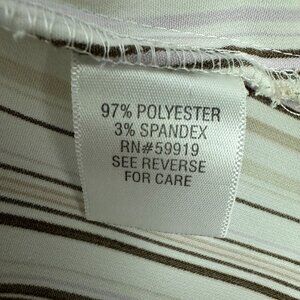 97% POLYESTER
3% SPANDEX
RN#59919
SEE REVERSE
FOR CARE